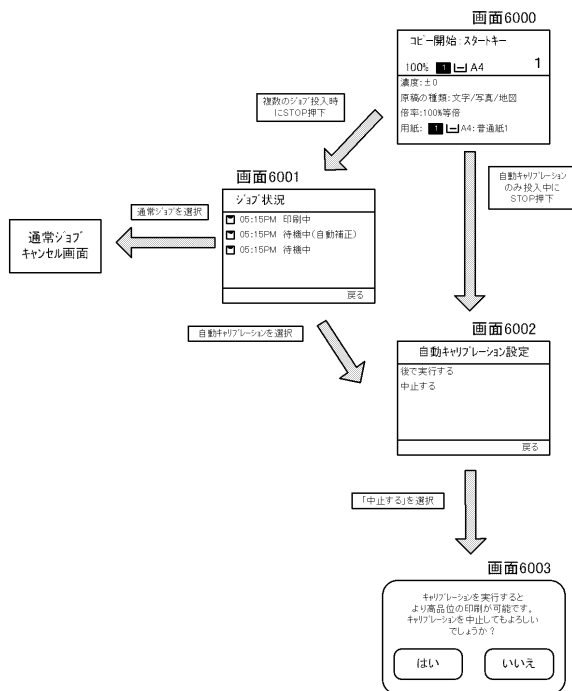 画面6000
コピー開始:スタートキー
100% 1 A4 1
濃度:±0
原稿の種類:文字/写真/地図
倍率:100%等倍
用紙: 1 A4:普通紙1
複数のジョブ投入時
にSTOP押下
自動キャリブレーション
のみ投入中に
STOP押下
画面6001
ジョブ状況
05:15PM 印刷中
05:15PM 待機中(自動補正)
05:15PM 待機中
戻る
通常ジョブを選択
通常ジョブ
キャンセル画面
自動キャリブレーションを選択
画面6002
自動キャリブレーション設定
後で実行する
中止する
戻る
「中止する」を選択
画面6003
キャリブレーションを実行すると
より高品位の印刷が可能です。
キャリブレーションを中止してもよろしい
でしょうか?
はい
いいえ